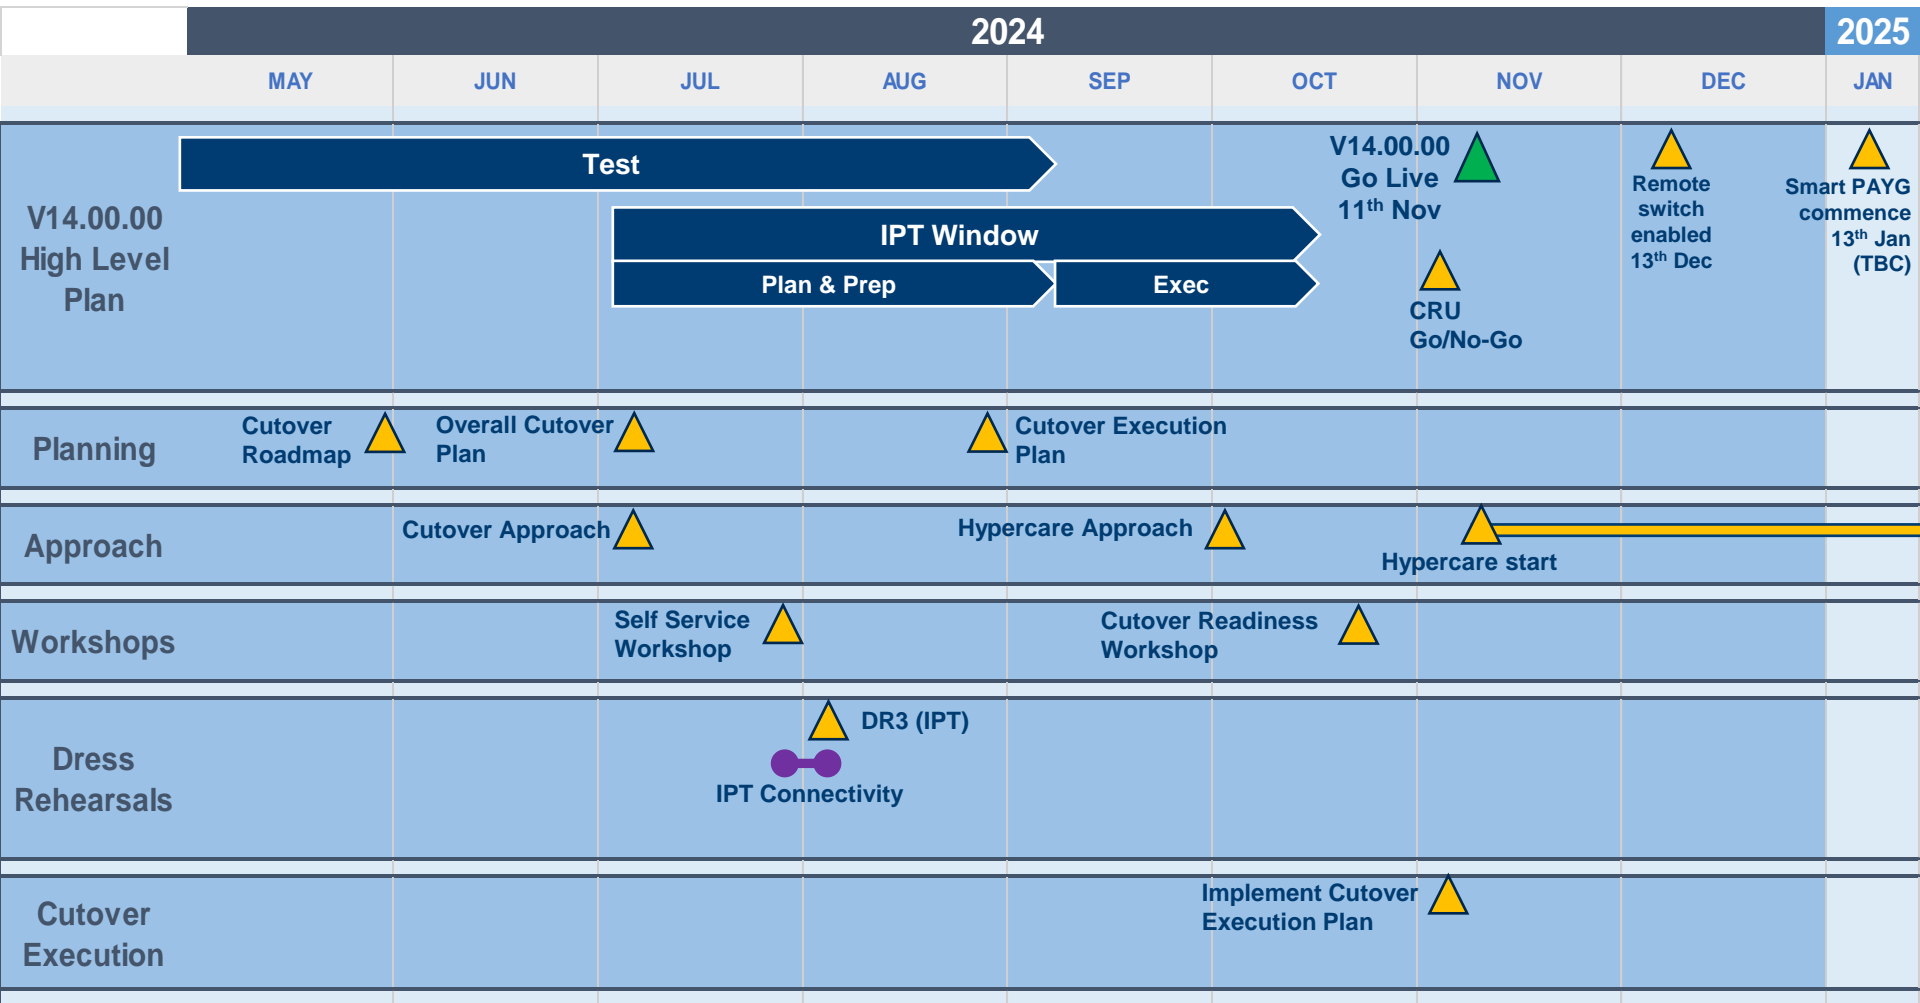 2024
2025
MAY
JUN
JUL
AUG
SEP
OCT
NOV
DEC
JAN
V14.00.00
High Level
Plan
Test
IPT Window
Plan & Prep
Exec
V14.00.00
Go Live
11th Nov
CRU
Go/No-Go
Remote
switch
enabled
13th Dec
Smart PAYG
commence
13th Jan
(TBC)
Planning
Cutover
Roadmap
Overall Cutover
Plan
Cutover Execution
Plan
Approach
Cutover Approach
Hypercare Approach
Hypercare start
Workshops
Self Service
Workshop
Cutover Readiness
Workshop
Dress
Rehearsals
DR3 (IPT)
IPT Connectivity
Cutover
Execution
Implement Cutover
Execution Plan